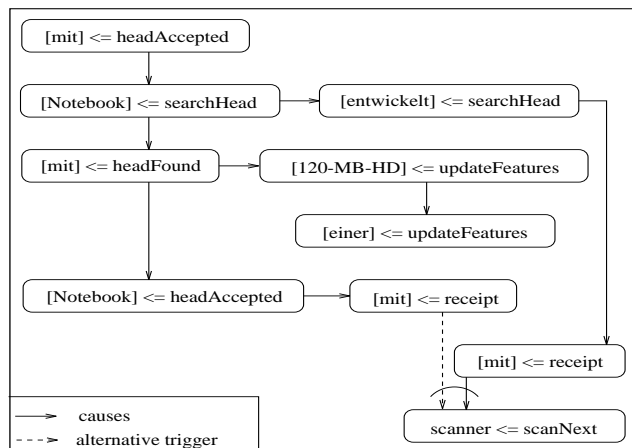 [mit] <= headAccepted
[Notebook] <= searchHead
[entwickelt] <= searchHead
[mit] <= headFound
[120-MB-HD] <= updateFeatures
[einer] <= updateFeatures
[Notebook] <= headAccepted
[mit] <= receipt
[mit] <= receipt
scanner <= scanNext
causes
alternative trigger